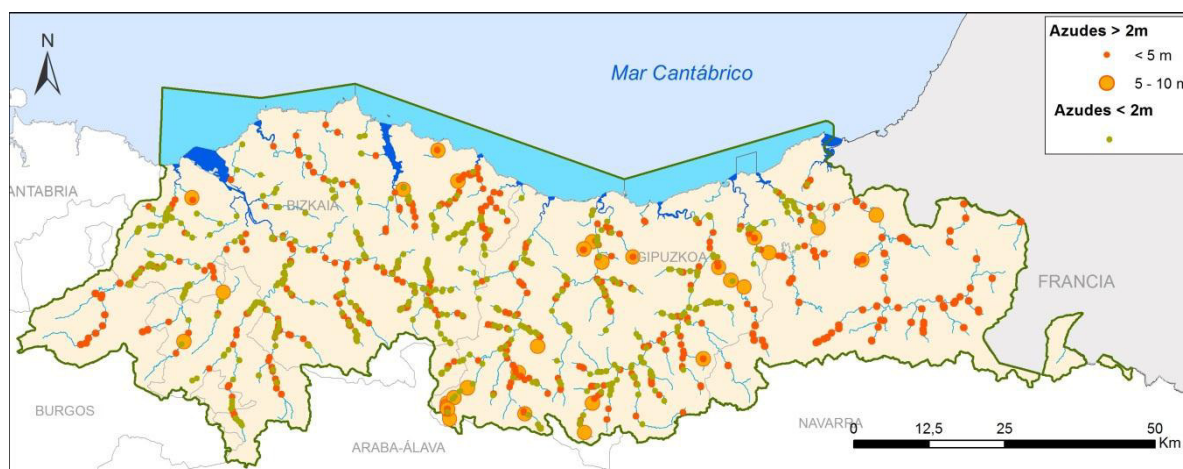 N
Mar Cantábrico
Azudes > 2m
< 5 m
5 - 10 m
Azudes < 2m
ANTABRIA
BIZKAIA
GIPUZKOA
FRANCIA
BURGOS
ARABA-ÁLAVA
NAVARRA
0 12,5 25 50
Km